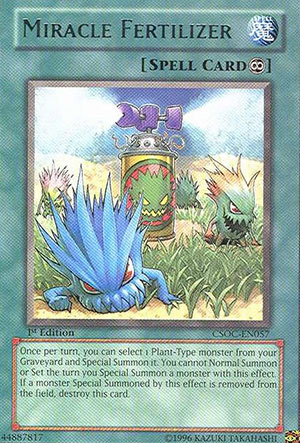 MIRACLE FERTILIZER
魔
[SPELL CARD∞]
1st Edition
CSOC-EN057
Once per turn, you can select 1 Plant-Type monster from your
Graveyard and Special Summon it. You cannot Normal Summon
or Set the turn you Special Summon a monster with this effect.
If a monster Special Summoned by this effect is removed from
the field, destroy this card.
44887817
©1996 KAZUKI TAKAHASHI